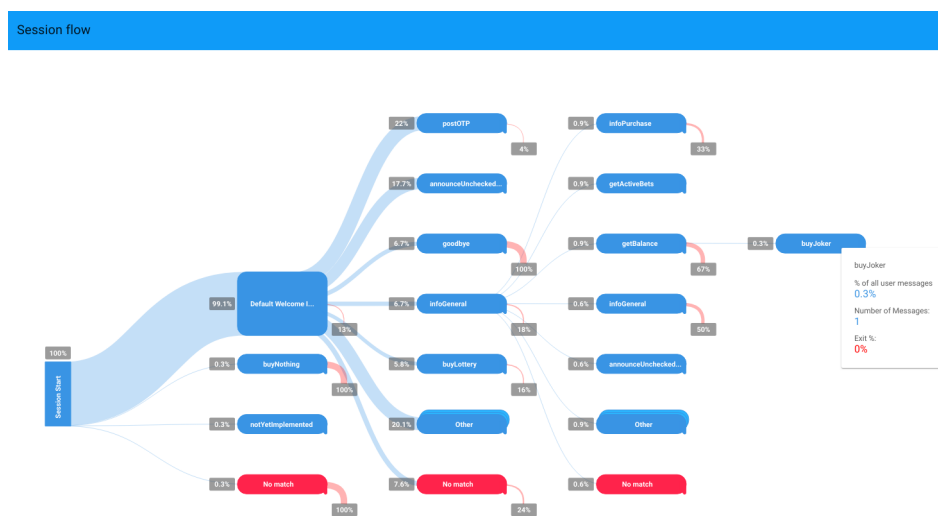 Session flow
100%
Session Start
99.1%
Default Welcome I...
13%
0.3%
buyNothing
100%
0.3%
notYetImplemented
0.3%
No match
100%
22%
postOTP
4%
17.7%
announceUnchecked...
6.7%
goodbye
100%
6.7%
infoGeneral
18%
5.8%
buyLottery
16%
20.1%
Other
7.6%
No match
24%
0.9%
infoPurchase
33%
0.9%
getActiveBets
0.9%
getBalance
67%
0.6%
infoGeneral
50%
0.6%
announceUnchecked...
0.9%
Other
0.6%
No match
0.3%
buyJoker
buyJoker
% of all user messages
0.3%
Number of Messages:
1
Exit %:
0%